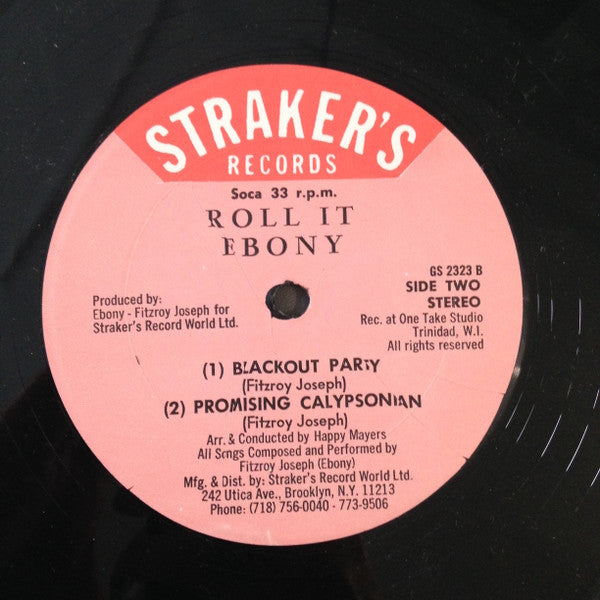 STRAKER'S
RECORDS
Soca 33 r.p.m.
ROLL IT
EBONY
GS 2323 B
SIDE TWO
STEREO
Produced by:
Ebony - Fitzroy Joseph for
Straker's Record World Ltd.
Rec. at One Take Studio
Trinidad, W.I.
All rights reserved
(1) BLACKOUT PARTY
(Fitzroy Joseph)
(2) PROMISING CALYPSONIAN
(Fitzroy Joseph)
Arr. & Conducted by Happy Mayers
All Songs Composed and Performed by
Fitzroy Joseph (Ebony)
Mfg. & Dist. by: Straker's Record World Ltd.
242 Utica Ave., Brooklyn, N.Y. 11213
Phone: (718) 756-0040 - 773-9506